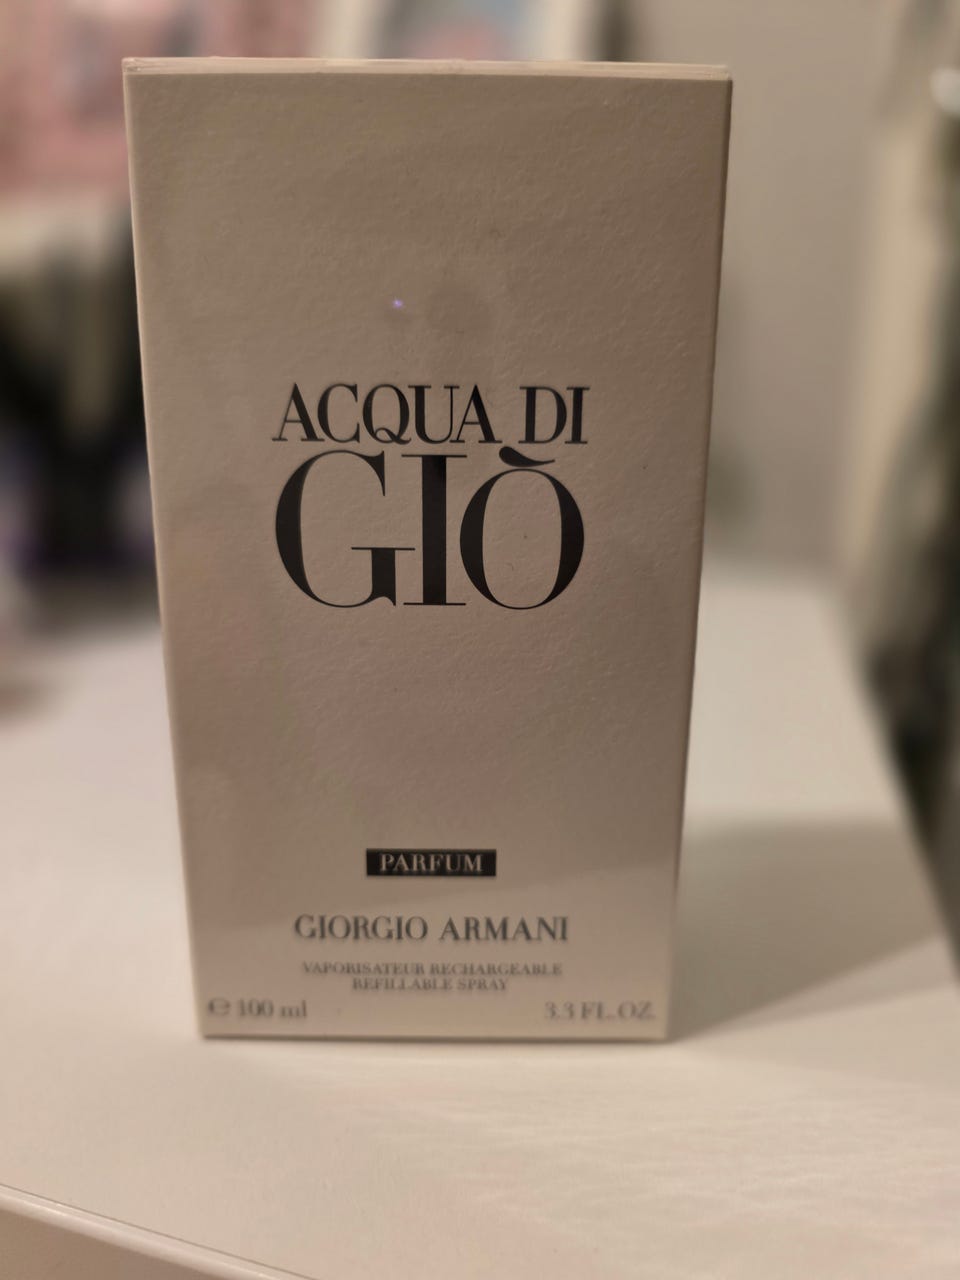 ACQUA DI
GIÒ
PARFUM
GIORGIO ARMANI
VAPORISATEUR RECHARGEABLE
REFILLABLE SPRAY
℮ 100 ml
3.3 FL.OZ.